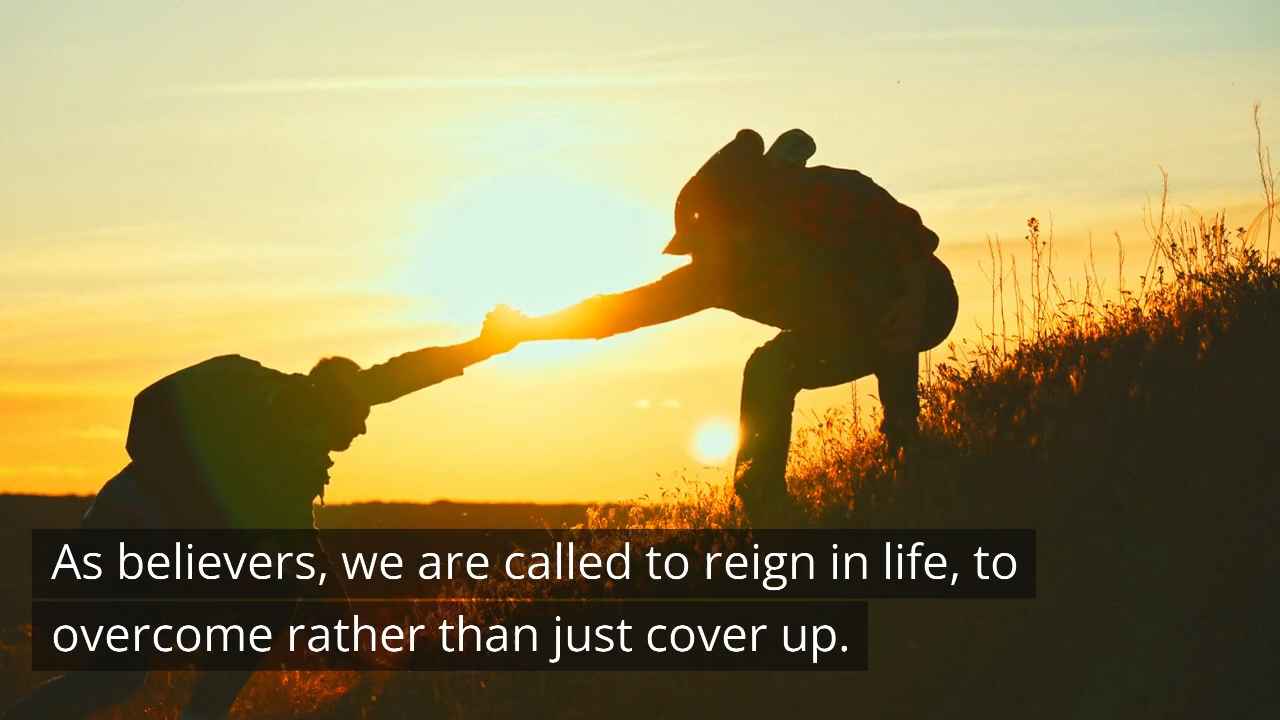 As believers, we are called to reign in life, to
overcome rather than just cover up.